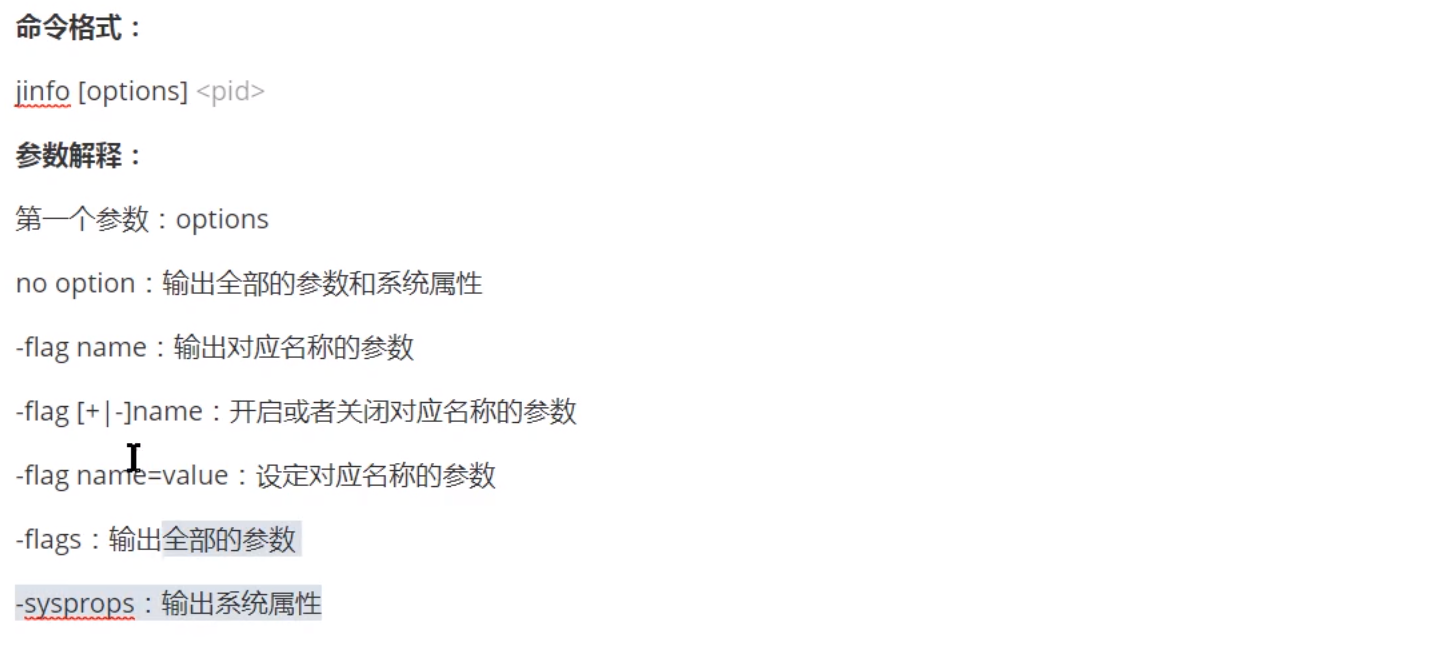 命令格式：
jinfo [options] <pid>
参数解释：
第一个参数：options
no option：输出全部的参数和系统属性
-flag name：输出对应名称的参数
-flag [+|-]name：开启或者关闭对应名称的参数
-flag name=value：设定对应名称的参数
-flags：输出全部的参数
-sysprops：输出系统属性